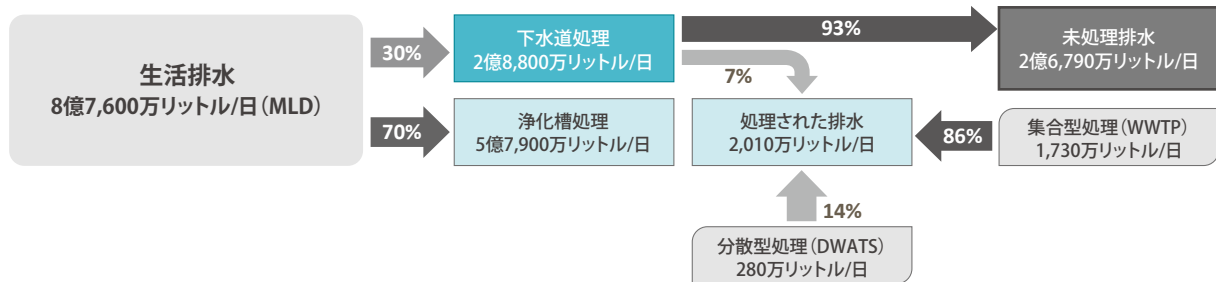 生活排水
8億7,600万リットル/日（MLD）
30%
70%
下水道処理
2億8,800万リットル/日
浄化槽処理
5億7,900万リットル/日
93%
7%
未処理排水
2億6,790万リットル/日
処理された排水
2,010万リットル/日
86%
集合型処理（WWTP）
1,730万リットル/日
14%
分散型処理（DWATS）
280万リットル/日